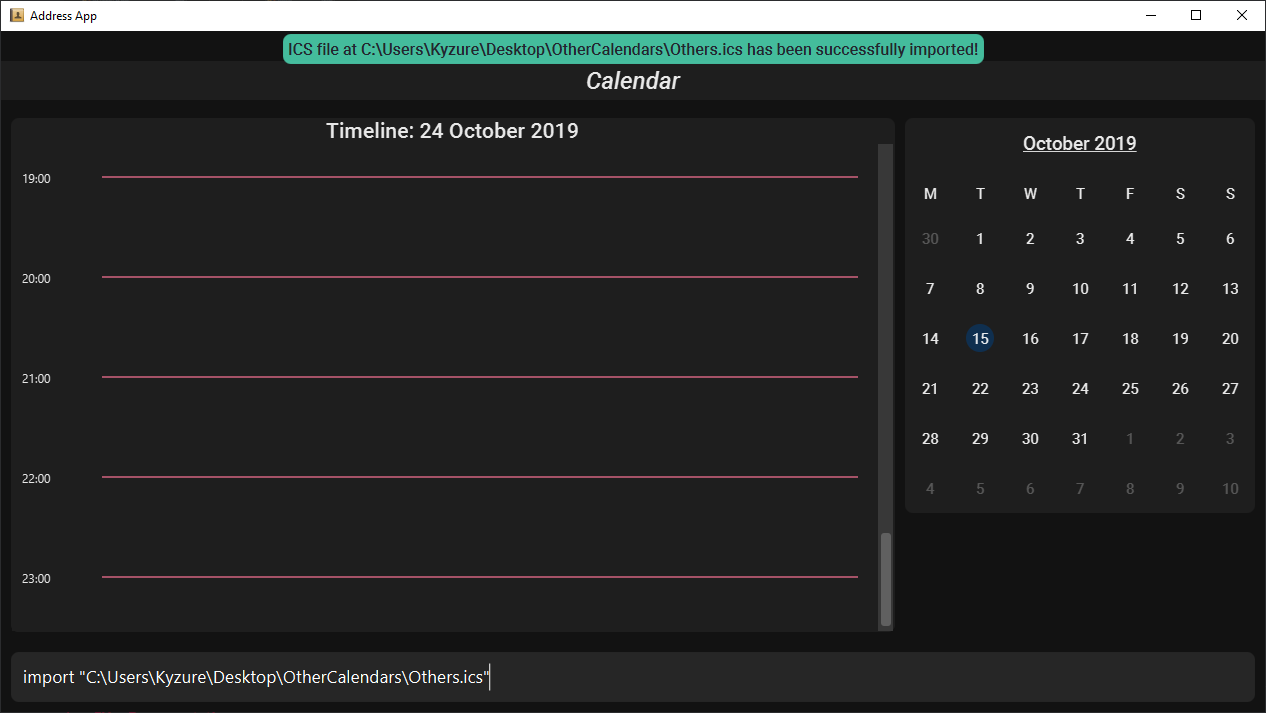 Address App
ICS file at C:\Users\Kyzure\Desktop\OtherCalendars\Others.ics has been successfully imported!
Calendar
Timeline: 24 October 2019
19:00
20:00
21:00
22:00
23:00
October 2019
M T W T F S S
30 1 2 3 4 5 6
7 8 9 10 11 12 13
14 15 16 17 18 19 20
21 22 23 24 25 26 27
28 29 30 31 1 2 3
4 5 6 7 8 9 10
import "C:\Users\Kyzure\Desktop\OtherCalendars\Others.ics"